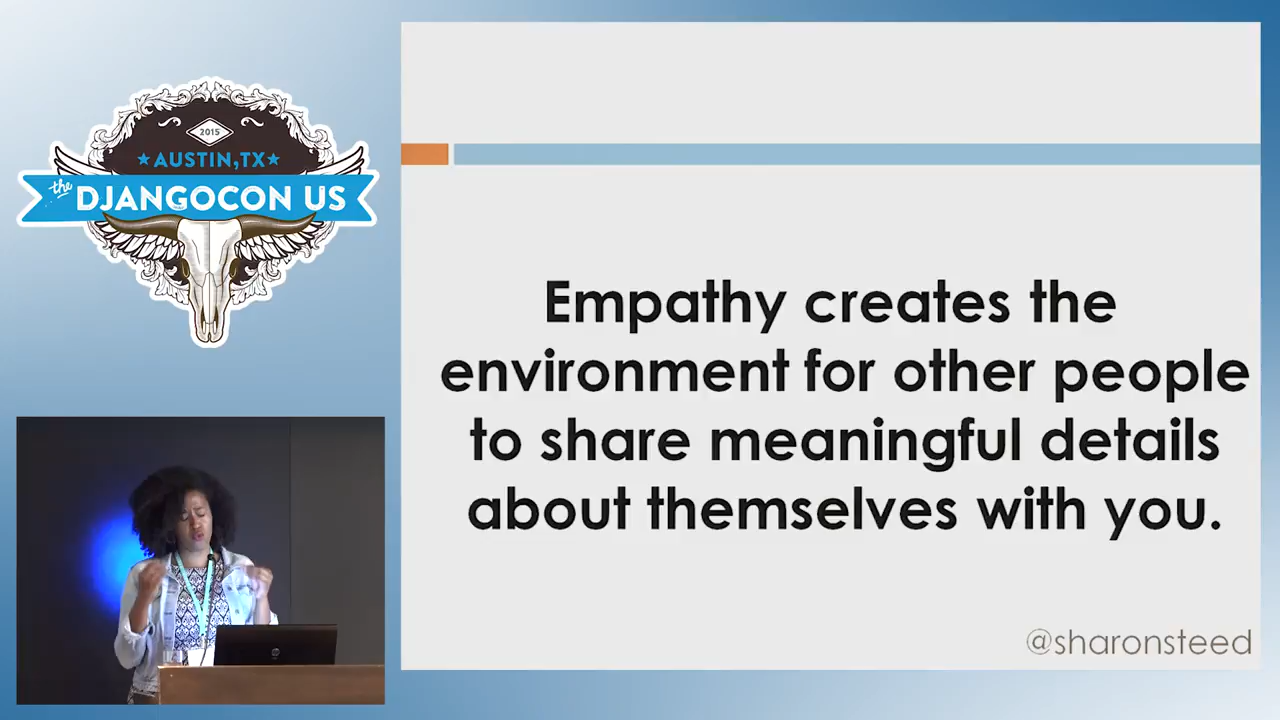 2015
★AUSTIN,TX★
the DJANGOCON US
Empathy creates the
environment for other people
to share meaningful details
about themselves with you.
@sharonsteed